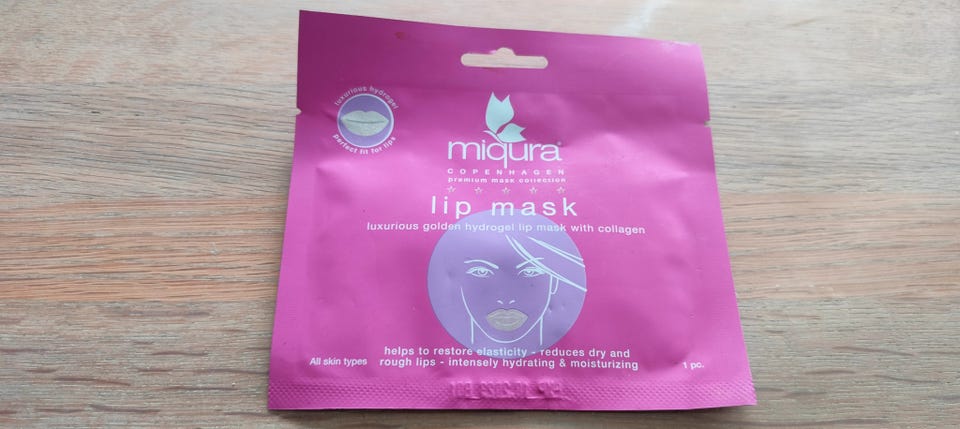 luxurious hydrogel
perfect fit for lips
miqura®
COPENHAGEN
premium mask collection
lip mask
luxurious golden hydrogel lip mask with collagen
helps to restore elasticity - reduces dry and
All skin types rough lips - intensely hydrating & moisturizing 1 pc.